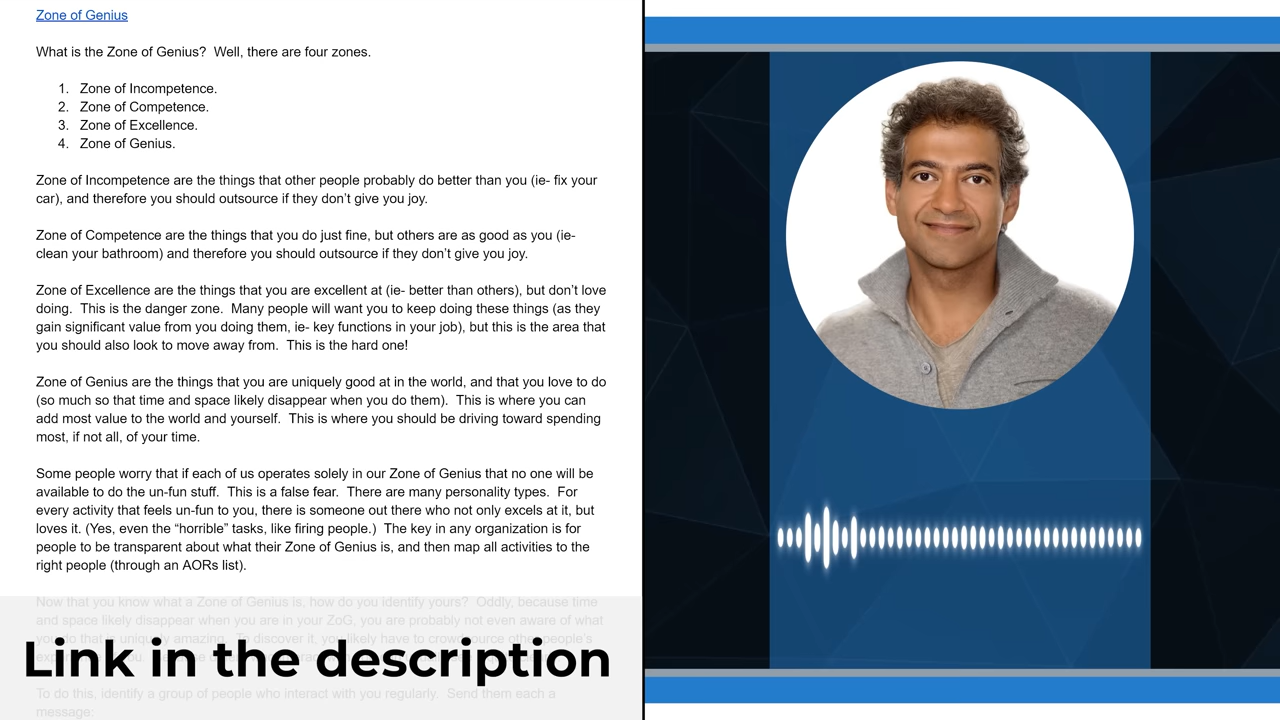 Zone of Genius
What is the Zone of Genius?  Well, there are four zones.
1. Zone of Incompetence.
2. Zone of Competence.
3. Zone of Excellence.
4. Zone of Genius.
Zone of Incompetence are the things that other people probably do better than you (ie- fix your
car), and therefore you should outsource if they don’t give you joy.
Zone of Competence are the things that you do just fine, but others are as good as you (ie-
clean your bathroom) and therefore you should outsource if they don’t give you joy.
Zone of Excellence are the things that you are excellent at (ie- better than others), but don’t love
doing.  This is the danger zone.  Many people will want you to keep doing these things (as they
gain significant value from you doing them, ie- key functions in your job), but this is the area that
you should also look to move away from.  This is the hard one!
Zone of Genius are the things that you are uniquely good at in the world, and that you love to do
(so much so that time and space likely disappear when you do them).  This is where you can
add most value to the world and yourself.  This is where you should be driving toward spending
most, if not all, of your time.
Some people worry that if each of us operates solely in our Zone of Genius that no one will be
available to do the un-fun stuff.  This is a false fear.  There are many personality types.  For
every activity that feels un-fun to you, there is someone out there who not only excels at it, but
loves it. (Yes, even the “horrible” tasks, like firing people.)  The key in any organization is for
people to be transparent about what their Zone of Genius is, and then map all activities to the
right people (through an AORs list).
Now that you know what a Zone of Genius is, how do you identify yours?  Oddly, because time
and space likely disappear when you are in your ZoG, you are probably not even aware of what
you do that is uniquely amazing.  To discover it, you likely have to crowdsource other people’s
Link in the description
To do this, identify a group of people who interact with you regularly.  Send them each a
message: